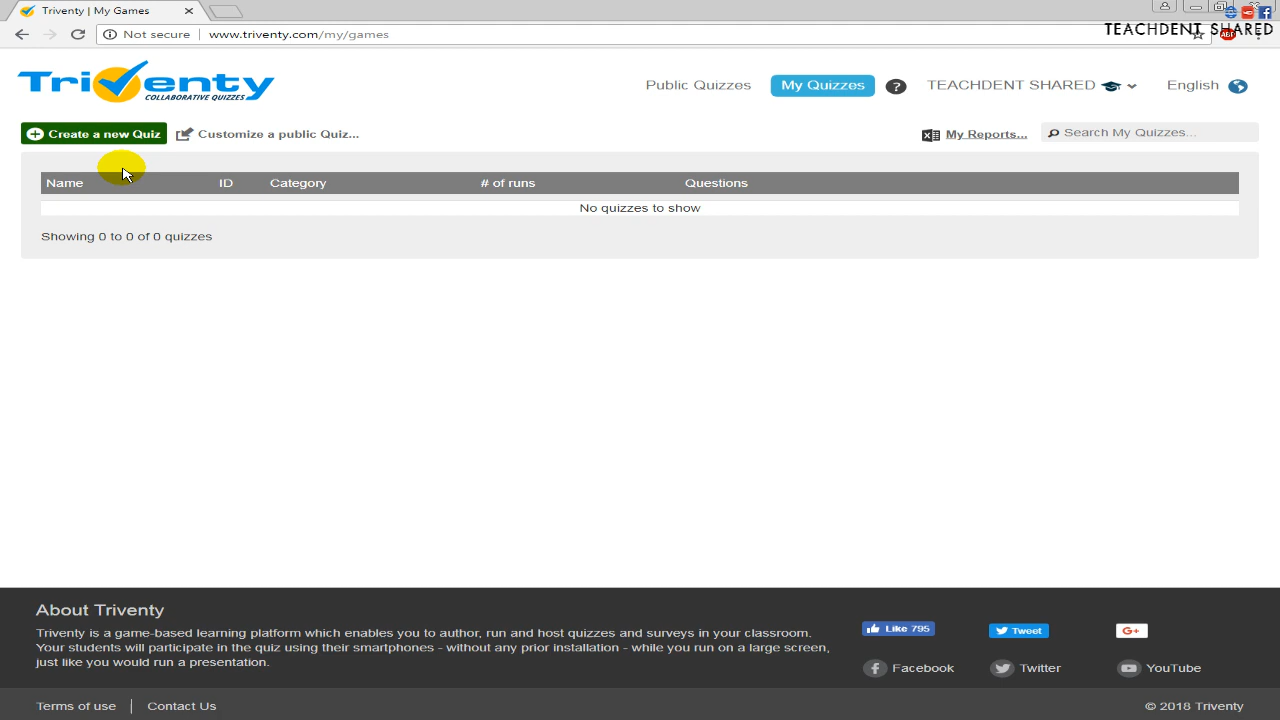 Triventy | My Games
Not secure www.triventy.com/my/games
TEACHDENT SHARED
Triventy
COLLABORATIVE QUIZZES
Public Quizzes My Quizzes ? TEACHDENT SHARED English
Create a new Quiz Customize a public Quiz... My Reports... Search My Quizzes...
Name ID Category # of runs Questions
No quizzes to show
Showing 0 to 0 of 0 quizzes
About Triventy
Triventy is a game-based learning platform which enables you to author, run and host quizzes and surveys in your classroom.
Your students will participate in the quiz using their smartphones - without any prior installation - while you run on a large screen,
just like you would run a presentation.
Like 795 Tweet G+
Facebook Twitter YouTube
Terms of use Contact Us © 2018 Triventy